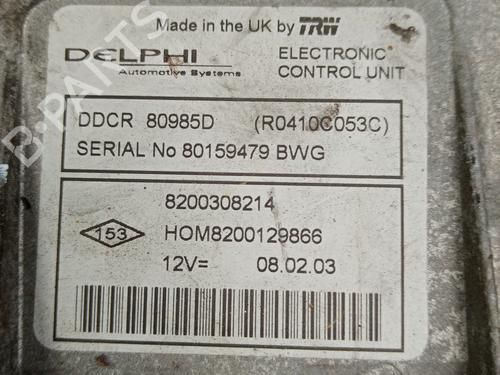 Made in the UK by TRW
DELPHI
Automotive Systems
ELECTRONIC
CONTROL UNIT
DDCR 80985D (R0410C053C)
SERIAL No 80159479 BWG
8200308214
153
HOM8200129866
12V= 08.02.03
B-PARTS